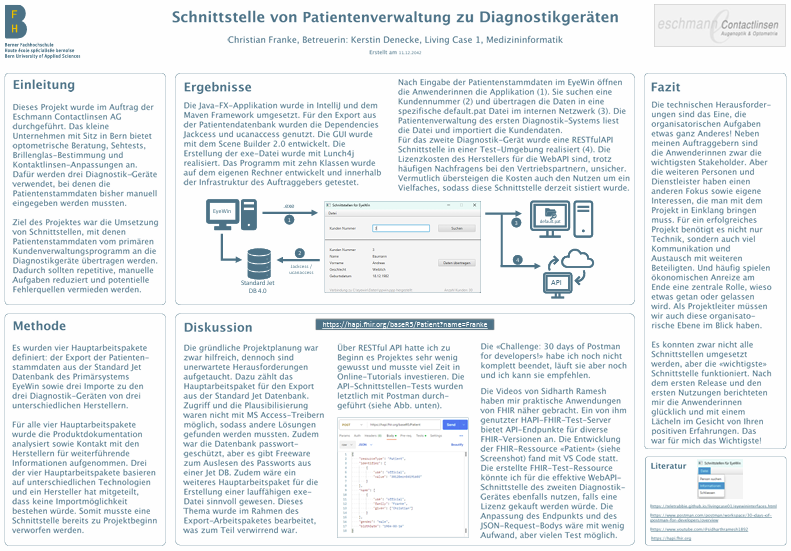 B
F
H
Berner Fachhochschule
Haute école spécialisée bernoise
Bern University of Applied Sciences
Schnittstelle von Patientenverwaltung zu Diagnostikgeräten
Christian Franke, Betreuerin: Kerstin Denecke, Living Case 1, Medizininformatik
Erstellt am
eschmann Contactlinsen
Augenoptik & Optometrie
Einleitung
Dieses Projekt wurde im Auftrag der
Eschmann Contactlinsen AG
durchgeführt. Das kleine
Unternehmen mit Sitz in Bern bietet
optometrische Beratung, Sehtests,
Brillenglas-Bestimmung und
Kontaktlinsen-Anpassungen an.
Dafür werden drei Diagnostik-Geräte
verwendet, bei denen die
Patientenstammdaten bisher manuell
eingegeben werden mussten.
Ziel des Projektes war die Umsetzung
von Schnittstellen, mit denen
Patientenstammdaten vom primären
Kundenverwaltungsprogramm an die
Diagnostikgeräte übertragen werden.
Dadurch sollten repetitive, manuelle
Aufgaben reduziert und potentielle
Fehlerquellen vermieden werden.
Ergebnisse
Die Java-FX-Applikation wurde in IntelliJ und dem
Maven Framework umgesetzt. Für den Export aus
der Patientendatenbank wurden die Dependencies
Jackcess und ucanaccess genutzt. Die GUI wurde
mit dem Scene Builder 2.0 entwickelt. Die
Erstellung der exe-Datei wurde mit Lunch4j
realisiert. Das Programm mit zehn Klassen wurde
auf dem eigenen Rechner entwickelt und innerhalb
der Infrastruktur des Auftraggebers getestet.
Nach Eingabe der Patientenstammdaten im EyeWin öffnen
die Anwenderinnen die Applikation (1). Sie suchen eine
Kundennummer (2) und übertragen die Daten in eine
spezifische default.pat Datei im internen Netzwerk (3). Die
Patientenverwaltung des ersten Diagnostik-Systems liest
die Datei und importiert die Kundendaten.
Für das zweite Diagnostik-Gerät wurde eine RESTfulAPI
Schnittstelle in einer Test-Umgebung realisiert (4). Die
Lizenzkosten des Herstellers für die WebAPI sind, trotz
häufigen Nachfragens bei den Vertriebspartnern, unsicher.
Vermutlich übersteigen die Kosten auch den Nutzen um ein
Vielfaches, sodass diese Schnittstelle derzeit sistiert wurde.
EyeWin
.exe
1
2
Jackcess /
ucanaccess
Standard Jet
DB 4.0
Schnittstellen für EyeWin
Datei
Kunden Nummer
Suchen
Kunden Nummer
Name
Vorname
Geschlecht
Geburtsdatum
Baumann
Andreas
Männlich
Daten übertragen
3
default.pat
4
API
Fazit
Die technischen Herausforder-
ungen sind das Eine, die
organisatorischen Aufgaben
etwas ganz Anderes! Neben
meinen Auftraggebern sind
die Anwenderinnen zwar die
wichtigsten Stakeholder. Aber
die weiteren Personen und
Dienstleister haben einen
anderen Fokus sowie eigene
Interessen, die man mit dem
Projekt in Einklang bringen
muss. Für ein erfolgreiches
Projekt benötigt es nicht nur
Technik, sondern auch viel
Kommunikation und
Austausch mit weiteren
Beteiligten. Und häufig spielen
ökonomischen Anreize am
Ende eine zentrale Rolle, wieso
etwas getan oder gelassen
wird. Als Projektleiter müssen
wir auch diese organisato-
rische Ebene im Blick haben.
Es konnten zwar nicht alle
Schnittstellen umgesetzt
werden, aber die «wichtigste»
Schnittstelle funktioniert. Nach
dem ersten Release und den
ersten Nutzungen berichteten
mir die Anwenderinnen
glücklich und mit einem
Lächeln im Gesicht von Ihren
positiven Erfahrungen. Das
war für mich das Wichtigste!
Methode
Es wurden vier Hauptarbeitspakete
definiert: der Export der Patienten-
stammdaten aus der Standard Jet
Datenbank des Primärsystems
EyeWin sowie drei Importe zu den
drei Diagnostik-Geräten von drei
unterschiedlichen Herstellern.
Für alle vier Hauptarbeitspakete
wurde die Produktdokumentation
analysiert sowie Kontakt mit den
Herstellern für weiterführende
Informationen aufgenommen. Drei
der vier Hauptarbeitspakete basieren
auf unterschiedlichen Technologien
und ein Hersteller hat mitgeteilt,
dass keine Importmöglichkeit
bestehen würde. Somit musste eine
Schnittstelle bereits zu Projektbeginn
verworfen werden.
Diskussion
https://hapi.fhir.org/baseR5/Patient?name=Franke
Die gründliche Projektplanung war
zwar hilfreich, dennoch sind
unerwartete Herausforderungen
aufgetaucht. Dazu zählt das
Hauptarbeitspaket für den Export
aus der Standard Jet Datenbank.
Zugriff und die Plausibilisierung
waren nicht mit MS Access-Treibern
möglich, sodass andere Lösungen
gefunden werden mussten. Zudem
war die Datenbank passwort-
geschützt, aber es gibt Freeware
zum Auslesen des Passworts aus
einer Jet DB. Zudem wäre ein
weiteres Hauptarbeitspaket für die
Erstellung einer lauffähigen exe-
Datei sinnvoll gewesen. Dieses
Thema wurde im Rahmen des
Export-Arbeitspaketes bearbeitet,
was zum Teil verwirrend war.
Über RESTful API hatte ich zu
Beginn es Projektes sehr wenig
gewusst und musste viel Zeit in
Online-Tutorials investieren. Die
API-Schnittstellen-Tests wurden
letztlich mit Postman durch-
geführt (siehe Abb. unten).
POST
Send
Die «Challenge: 30 days of Postman
for developers!» habe ich noch nicht
komplett beendet, läuft sie aber noch
und ich kann sie empfehlen.
Die Videos von Sidharth Ramesh
haben mir praktische Anwendungen
von FHIR näher gebracht. Ein von ihm
genutzter HAPI-FHIR-Test-Server
bietet API-Endpunkte für diverse
FHIR-Versionen an. Die Entwicklung
der FHIR-Ressource «Patient» (siehe
Screenshot) fand mit VS Code statt.
Die erstellte FHIR-Test-Ressource
könnte ich für die effektive WebAPI-
Schnittstelle des zweiten Diagnostik-
Gerätes ebenfalls nutzen, falls eine
Lizenz gekauft werden würde. Die
Anpassung des Endpunkts und des
JSON-Request-Bodys wäre mit wenig
Aufwand, aber vielen Test möglich.
Literatur
Schnittstellen für EyeWin
Datei
Person suchen
Schliessen
https://hapi.fhir.org